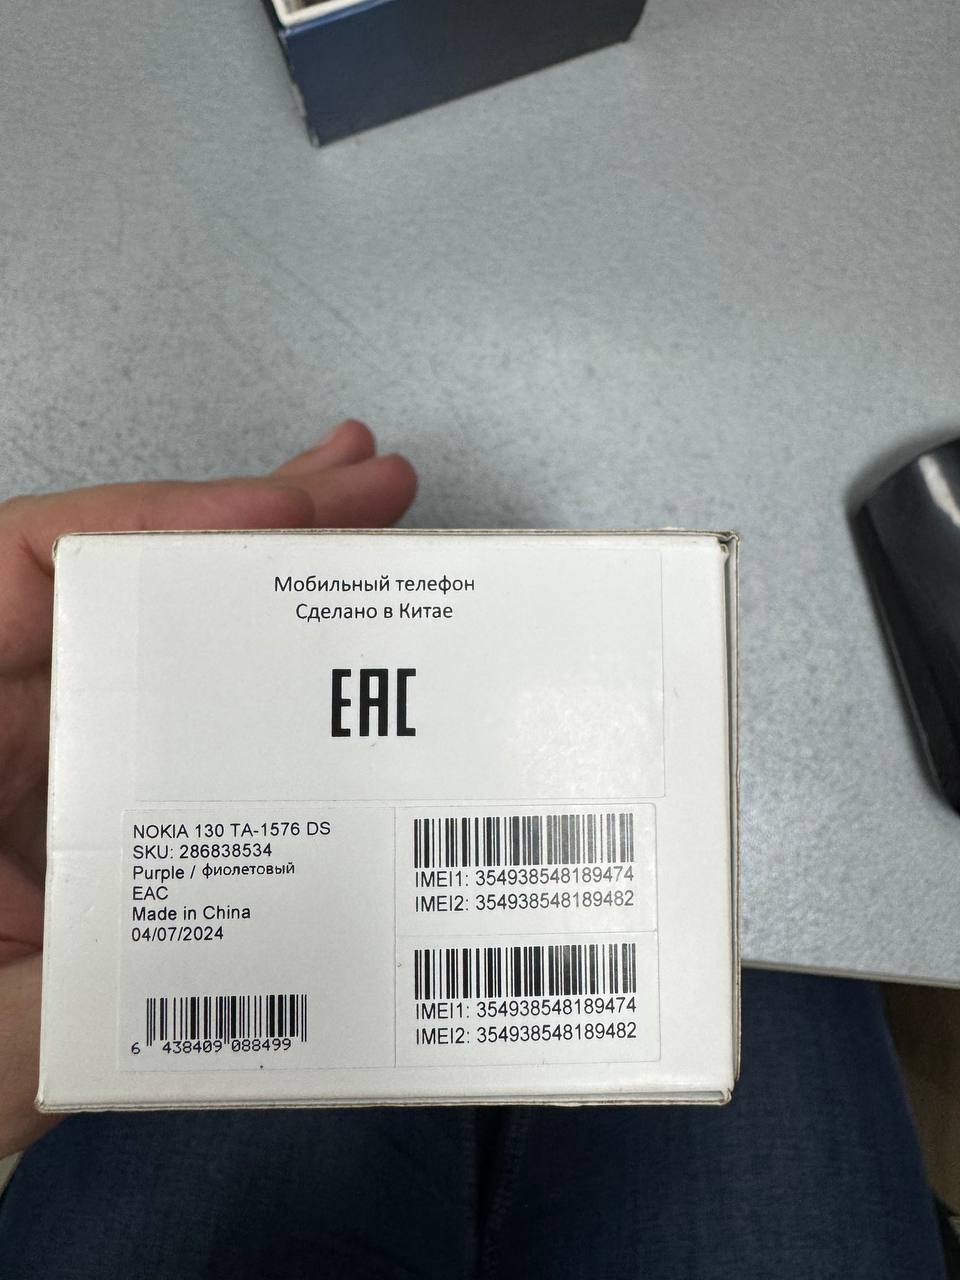 Мобильный телефон
Сделано в Китае
EAC
NOKIA 130 TA-1576 DS
SKU: 286838534
Purple / фиолетовый
EAC
Made in China
04/07/2024
6 438409 088499
IMEI1: 354938548189474
IMEI2: 354938548189482
IMEI1: 354938548189474
IMEI2: 354938548189482